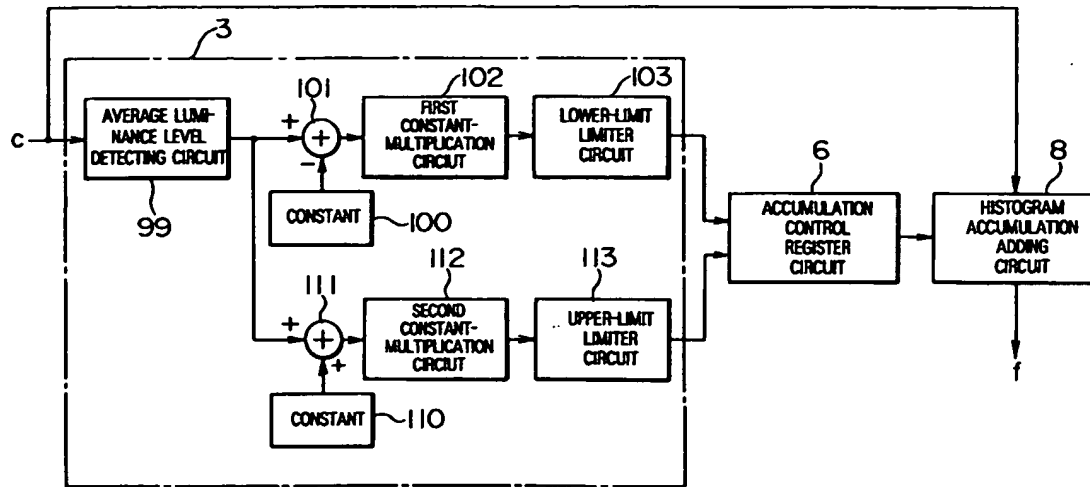 3
C
AVERAGE LUMI-
NANCE LEVEL
DETECTING CIRCUIT
99
101
+
+
-
CONSTANT
100
102
FIRST
CONSTANT-
MULTIPLICATION
CIRCIUT
103
LOWER-LIMIT
LIMITER
CIRCUIT
111
+
+
+
CONSTANT
110
112
SECOND
CONSTANT-
MULTIPLICATION
CIRCIUT
113
UPPER-LIMIT
LIMITER
CIRCUIT
6
ACCUMULATION
CONTROL
REGISTER
CIRCUIT
8
HISTOGRAM
ACCUMULATION
ADDING
CIRCUIT
f